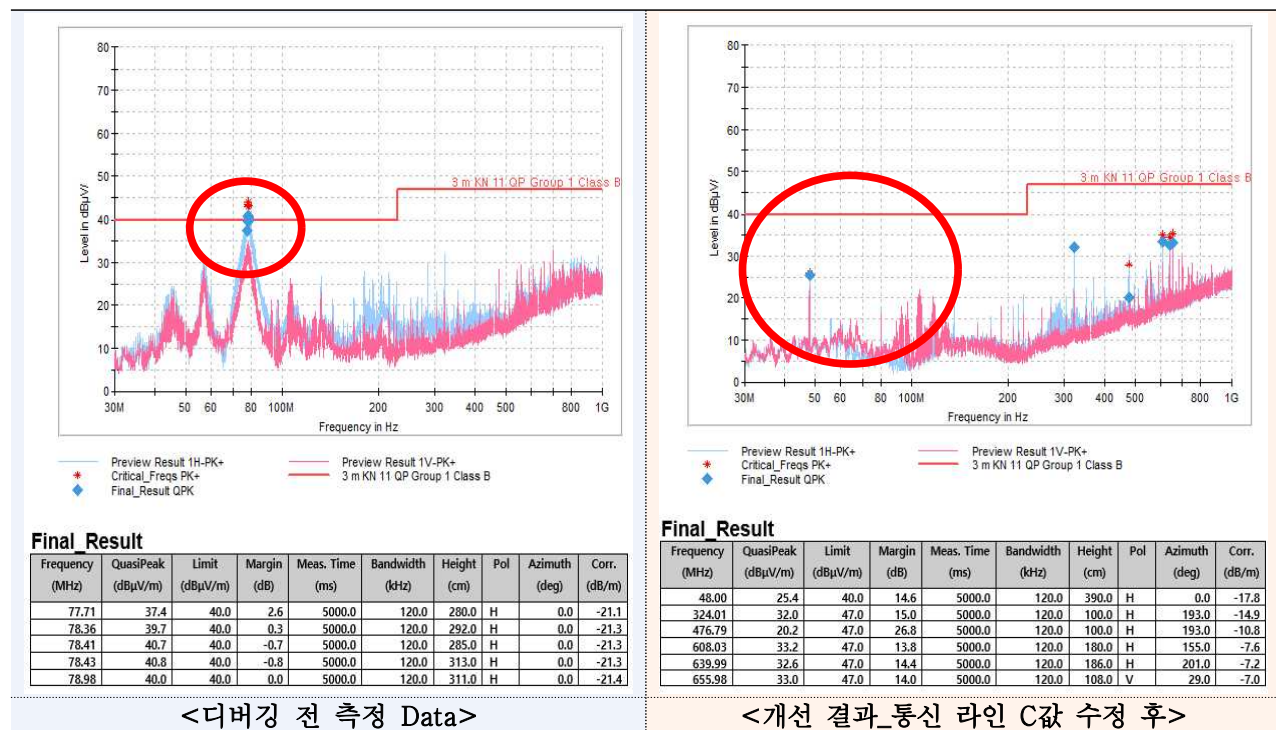 80
70
60
50
40
30
20
10
0
Level in dBµV/
3 m KN 11 QP Group 1 Class B
30M 50 60 80 100M 200 300 400 500 800 1G
Frequency in Hz
Preview Result 1H-PK+ Preview Result 1V-PK+
Critical_Freqs PK+ 3 m KN 11 QP Group 1 Class B
Final_Result QPK
Final_Result
Frequency QuasiPeak Limit Margin Meas. Time Bandwidth Height Pol Azimuth Corr.
(MHz) (dBµV/m) (dBµV/m) (dB) (ms) (kHz) (cm) (deg) (dB/m)
77.71 37.4 40.0 2.6 5000.0 120.0 280.0 H 0.0 -21.1
78.36 39.7 40.0 0.3 5000.0 120.0 292.0 H 0.0 -21.3
78.41 40.7 40.0 -0.7 5000.0 120.0 285.0 H 0.0 -21.3
78.43 40.8 40.0 -0.8 5000.0 120.0 313.0 H 0.0 -21.3
78.98 40.0 40.0 0.0 5000.0 120.0 311.0 H 0.0 -21.4
<디버깅 전 측정 Data>
80
70
60
50
40
30
20
10
0
Level in dBµV/
3 m KN 11 QP Group 1 Class B
30M 50 60 80 100M 200 300 400 500 800 1G
Frequency in Hz
Preview Result 1H-PK+ Preview Result 1V-PK+
Critical_Freqs PK+ 3 m KN 11 QP Group 1 Class B
Final_Result QPK
Final_Result
Frequency QuasiPeak Limit Margin Meas. Time Bandwidth Height Pol Azimuth Corr.
(MHz) (dBµV/m) (dBµV/m) (dB) (ms) (kHz) (cm) (deg) (dB/m)
48.00 25.4 40.0 14.6 5000.0 120.0 390.0 H 0.0 -17.8
324.01 32.0 47.0 15.0 5000.0 120.0 100.0 H 193.0 -14.9
476.79 20.2 47.0 26.8 5000.0 120.0 100.0 H 193.0 -10.8
608.03 33.2 47.0 13.8 5000.0 120.0 180.0 H 155.0 -7.6
639.99 32.6 47.0 14.4 5000.0 120.0 186.0 H 201.0 -7.2
655.98 33.0 47.0 14.0 5000.0 120.0 108.0 V 29.0 -7.0
<개선 결과_통신 라인 C값 수정 후>